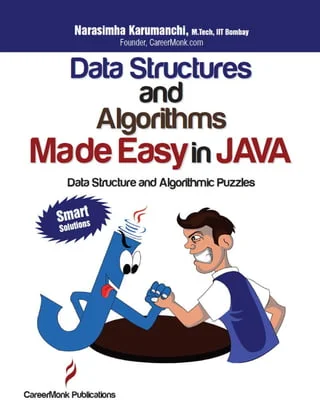 Narasimha Karumanchi, M.Tech, IIT Bombay
Founder, CareerMonk.com
Data Structures
and
Algorithms
Made Easy in JAVA
Data Structure and Algorithmic Puzzles
Smart
Solutions
CareerMonk Publications